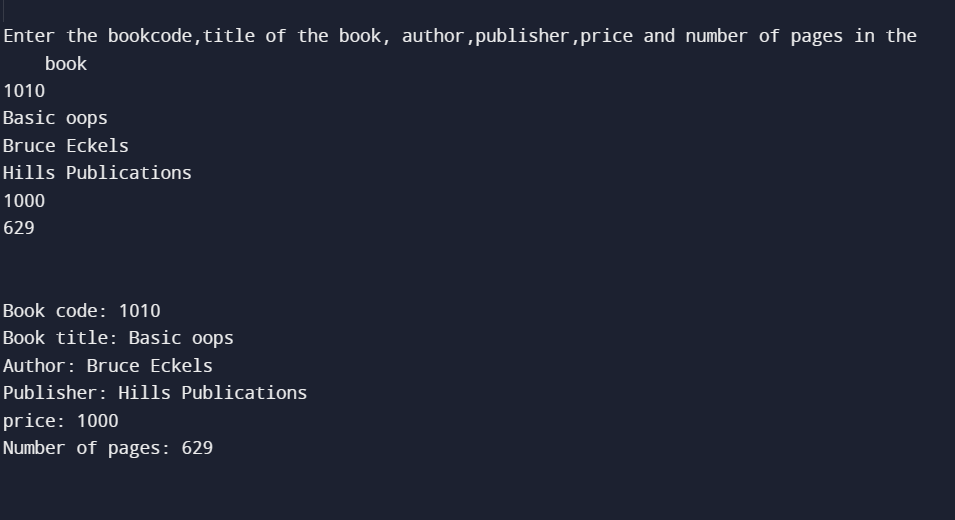 Enter the bookcode,title of the book, author,publisher,price and number of pages in the
book
1010
Basic oops
Bruce Eckels
Hills Publications
1000
629
Book code: 1010
Book title: Basic oops
Author: Bruce Eckels
Publisher: Hills Publications
price: 1000
Number of pages: 629